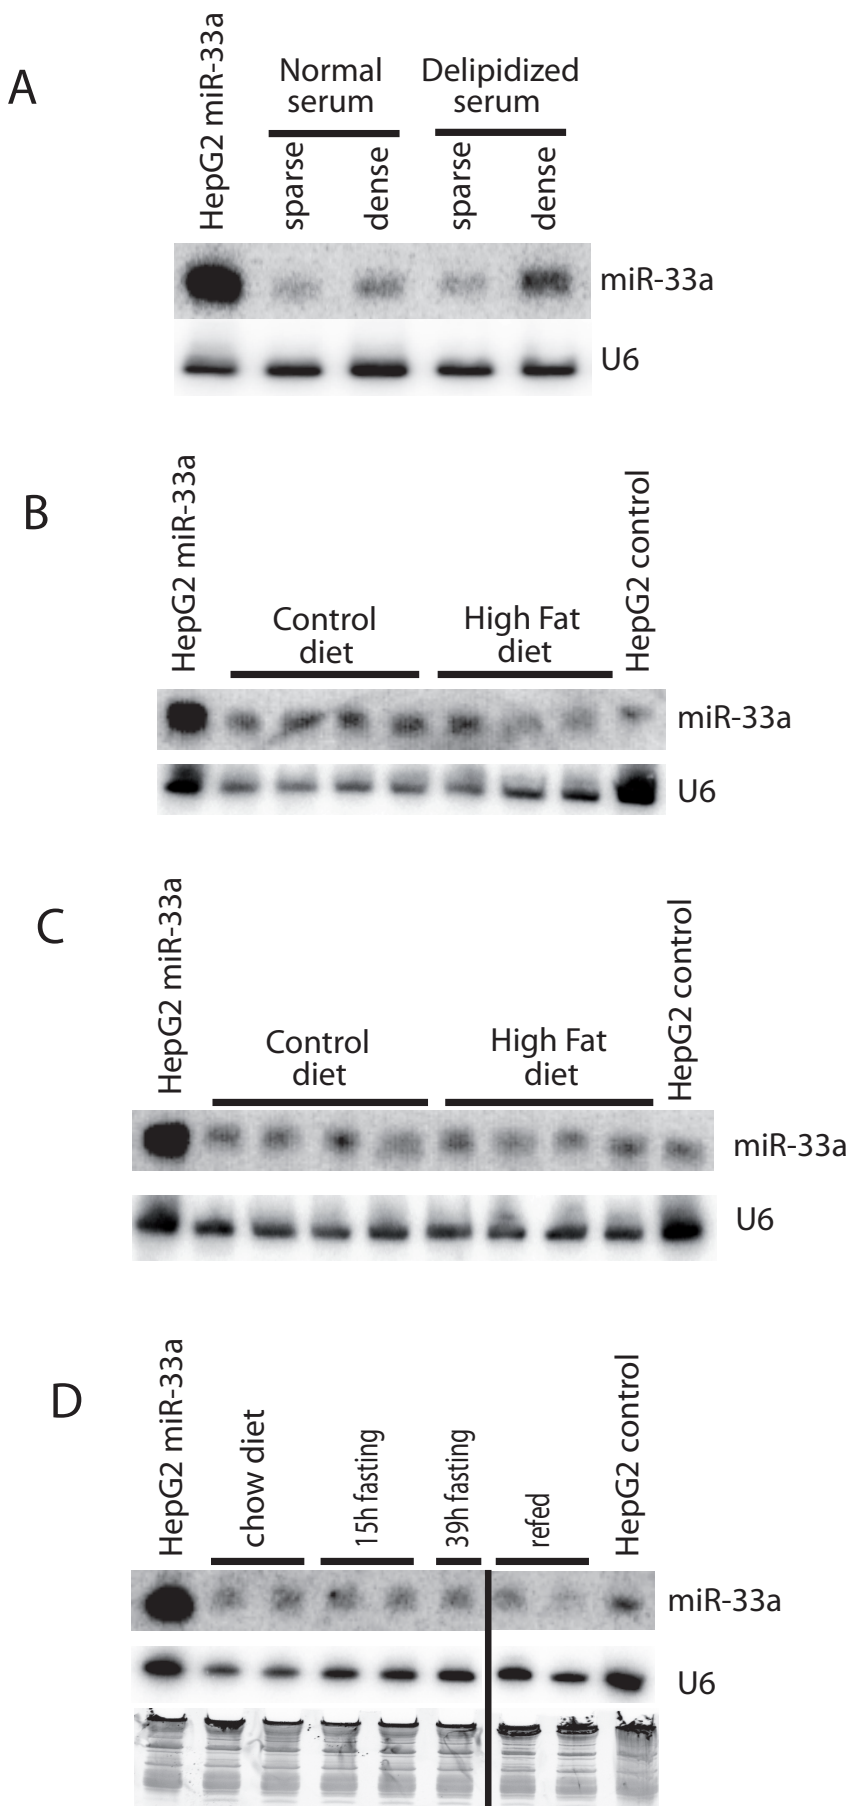 A
HepG2 miR-33a
Normal
serum
Delipidized
serum
sparse
dense
sparse
dense
miR-33a
U6
B
HepG2 miR-33a
Control
diet
High Fat
diet
HepG2 control
miR-33a
U6
C
HepG2 miR-33a
Control
diet
High Fat
diet
HepG2 control
miR-33a
U6
D
HepG2 miR-33a
chow diet
15h fasting
39h fasting
refed
HepG2 control
miR-33a
U6